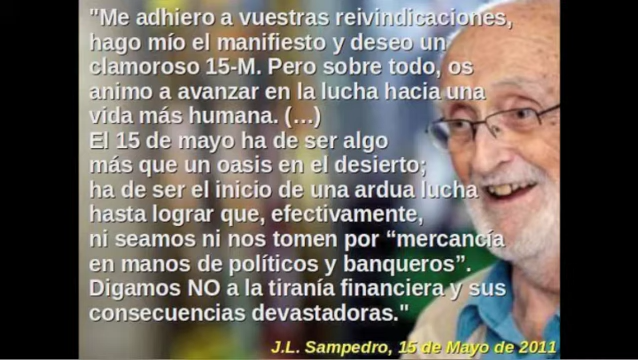 "Me adhiero a vuestras reivindicaciones,
hago mío el manifiesto y deseo un
clamoroso 15-M. Pero sobre todo, os
animo a avanzar en la lucha hacia una
vida más humana. (…)
El 15 de mayo ha de ser algo
más que un oasis en el desierto;
ha de ser el inicio de una ardua lucha
hasta lograr que, efectivamente,
ni seamos ni nos tomen por “mercancía
en manos de políticos y banqueros”.
Digamos NO a la tiranía financiera y sus
consecuencias devastadoras."
J.L. Sampedro, 15 de Mayo de 2011